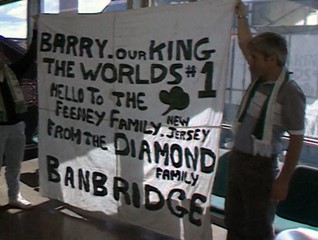 BARRY. OUR KING
THE WORLDS #1
HELLO TO THE
FEENEY FAMILY. NEW JERSEY
FROM THE DIAMOND FAMILY
BANBRIDGE